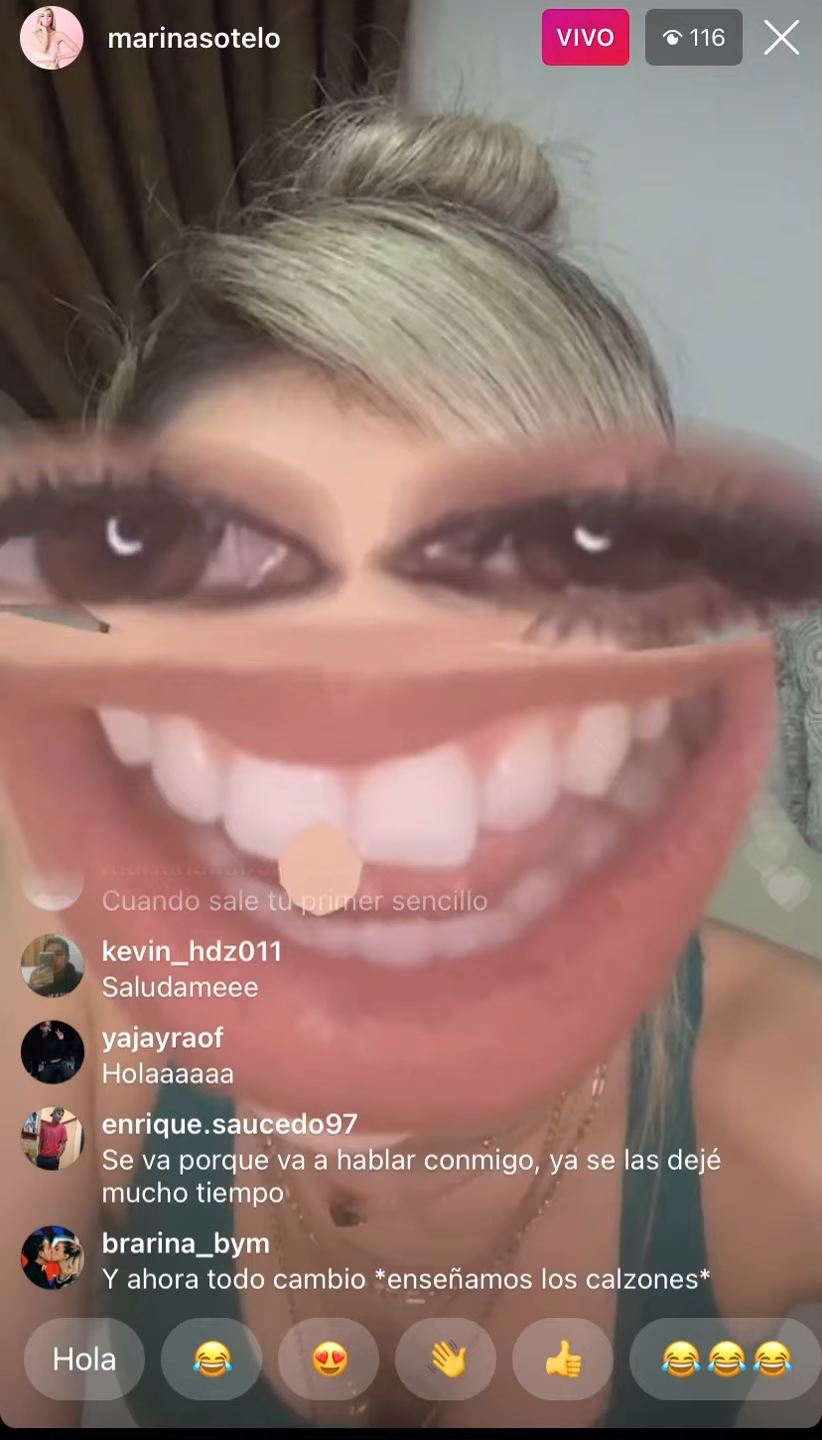 marinasotelo
VIVO
116
Cuando sale tu primer sencillo
kevin_hdz011
Saludameee
yajayraof
Holaaaaaa
enrique.saucedo97
Se va porque va a hablar conmigo, ya se las dejé
mucho tiempo
brarina_bym
Y ahora todo cambio *enseñamos los calzones*
Hola